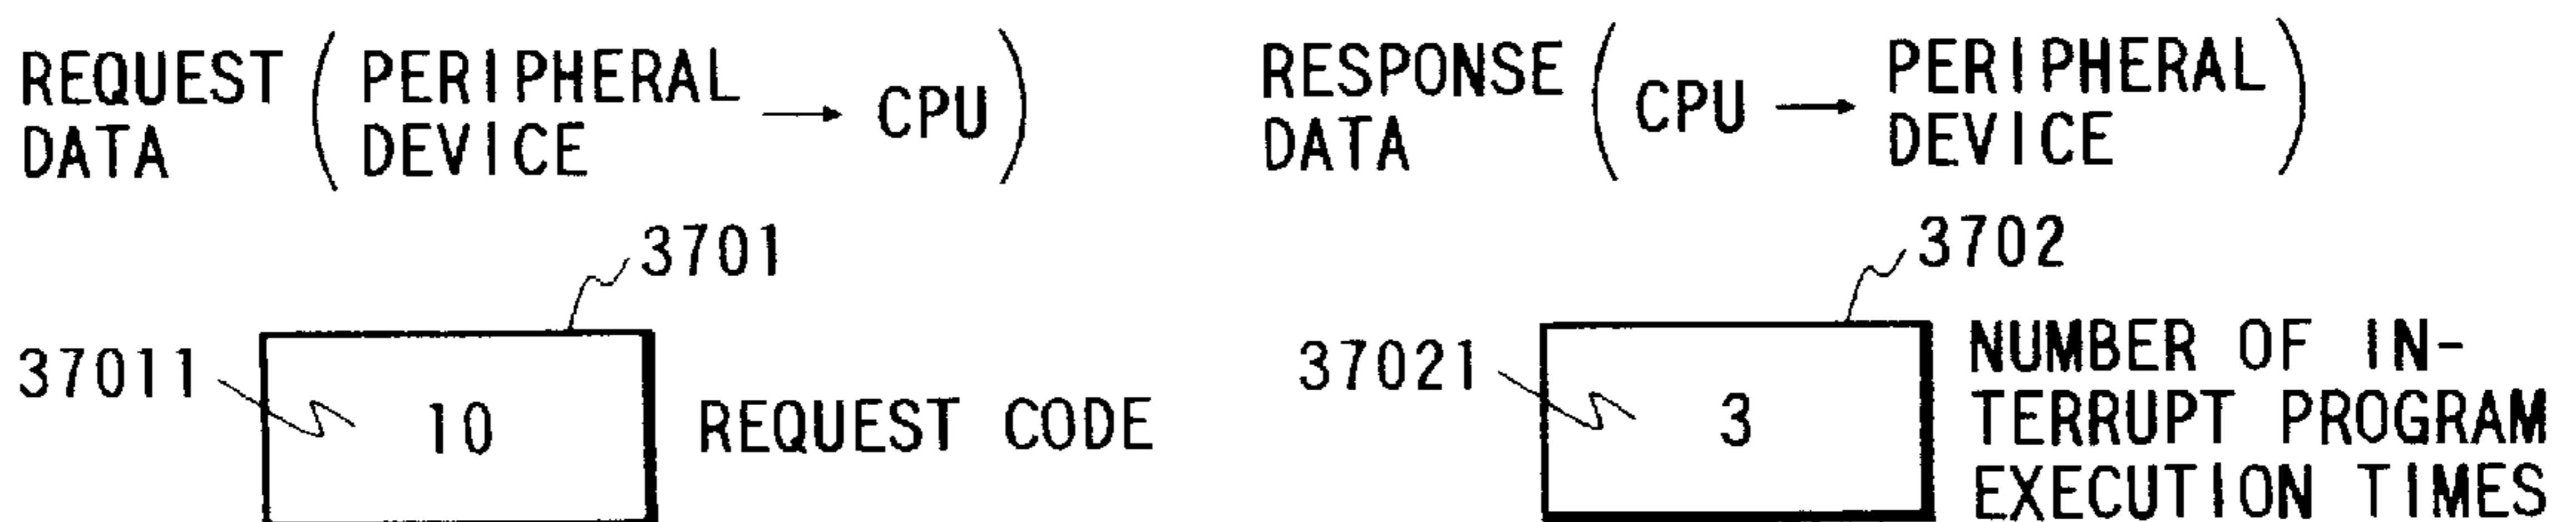 REQUEST DATA ( PERIPHERAL DEVICE → CPU )
3701
37011
10
REQUEST CODE
RESPONSE DATA ( CPU → PERIPHERAL DEVICE )
3702
37021
3
NUMBER OF IN-
TERRUPT PROGRAM
EXECUTION TIMES